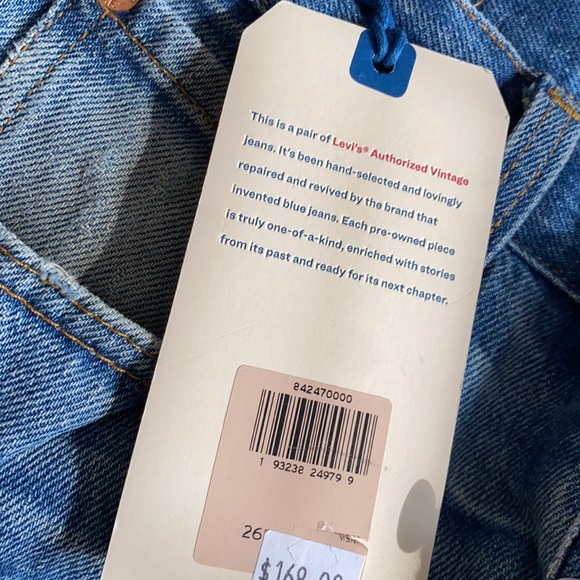 This is a pair of Levi's® Authorized Vintage
jeans. It's been hand-selected and lovingly
repaired and revived by the brand that
invented blue jeans. Each pre-owned piece
is truly one-of-a-kind, enriched with stories
from its past and ready for its next chapter.
842470000
1 93238 24979 9
26
$168.00